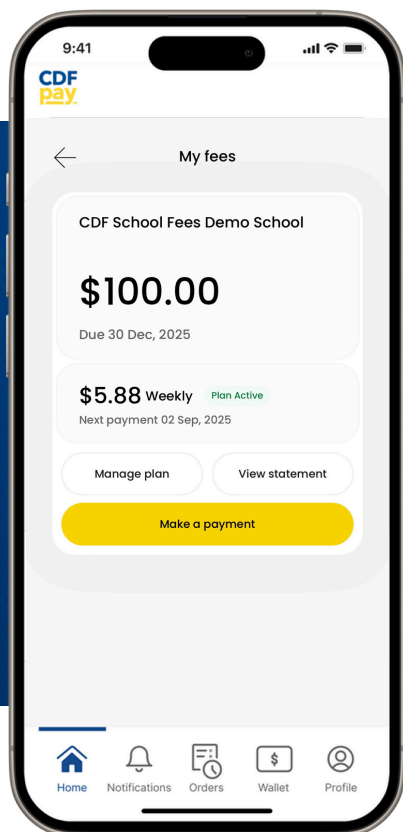 9:41
CDF
pay
My fees
CDF School Fees Demo School
$100.00
Due 30 Dec, 2025
$5.88 Weekly Plan Active
Next payment 02 Sep, 2025
Manage plan View statement
Make a payment
$
Home Notifications Orders Wallet Profile